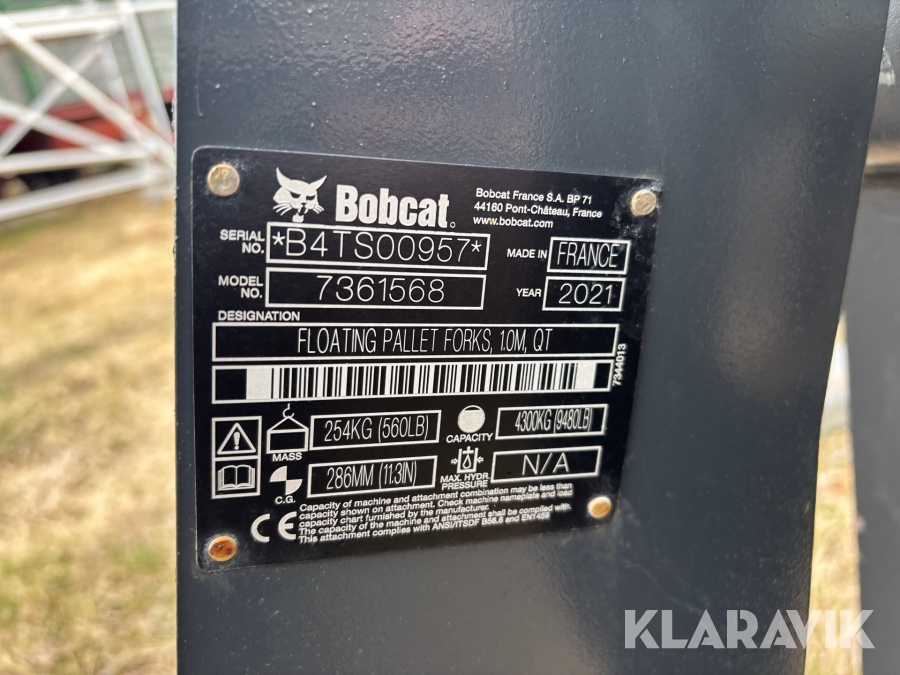 Bobcat
Bobcat France S.A. BP 71
44160 Pont-Château, France
www.bobcat.com
SERIAL NO. *B4TS00957*
MADE IN FRANCE
MODEL NO. 7361568
YEAR 2021
DESIGNATION
FLOATING PALLET FORKS, 1.0M, QT
7344013
MASS 254KG (560LB)
CAPACITY 4300KG (9480LB)
C.G. 286MM (11.3IN)
MAX. HYDR. PRESSURE N/A
Capacity of machine and attachment combination may be less than
capacity shown on attachment. Check machine nameplate and load
capacity chart furnished by the manufacturer.
The capacity of the machine and attachment shall be complied with.
This attachment complies with ANSI/ITSDF B56.6 and EN1459
CE
KLARAVIK